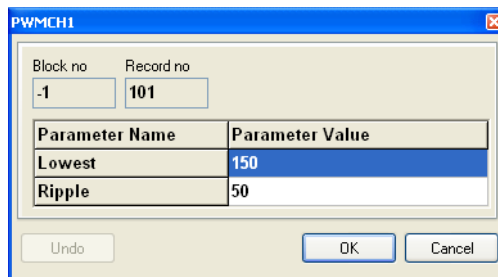 PWMCH1
Block no Record no
-1 101
Parameter Name Parameter Value
Lowest 150
Ripple 50
Undo OK Cancel